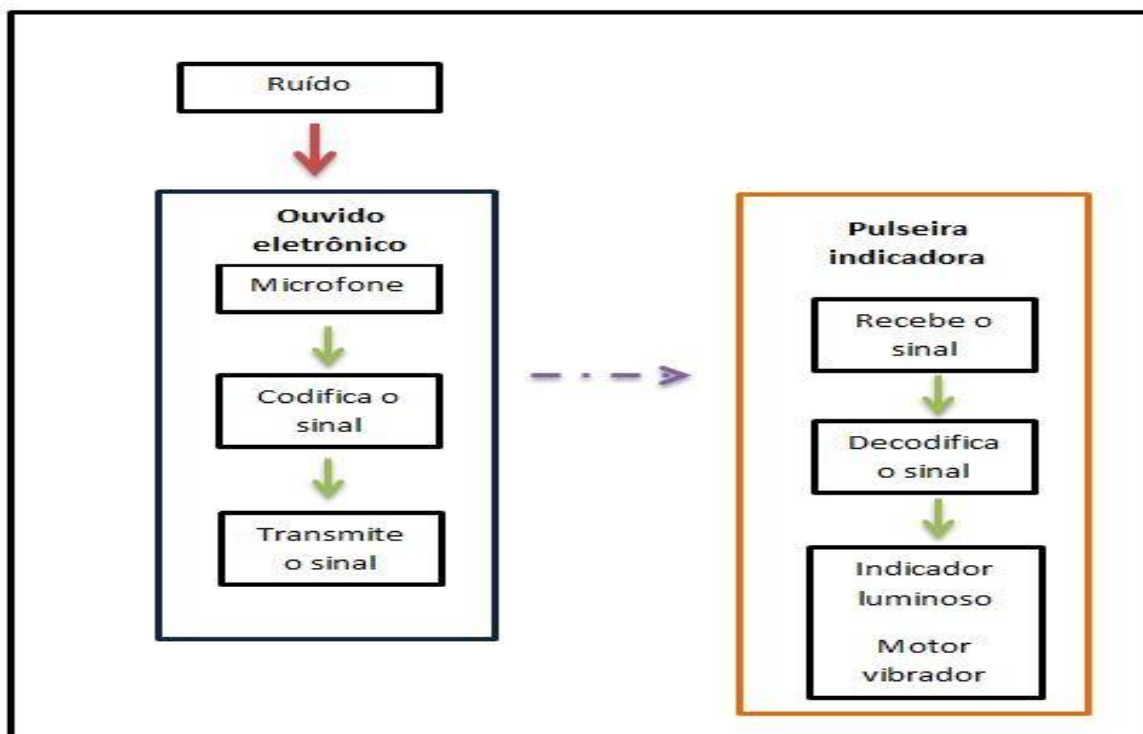 Ruído
Ouvido
eletrônico
Microfone
Codifica o
sinal
Transmite
o sinal
Pulseira
indicadora
Recebe o
sinal
Decodifica
o sinal
Indicador
luminoso
Motor
vibrador